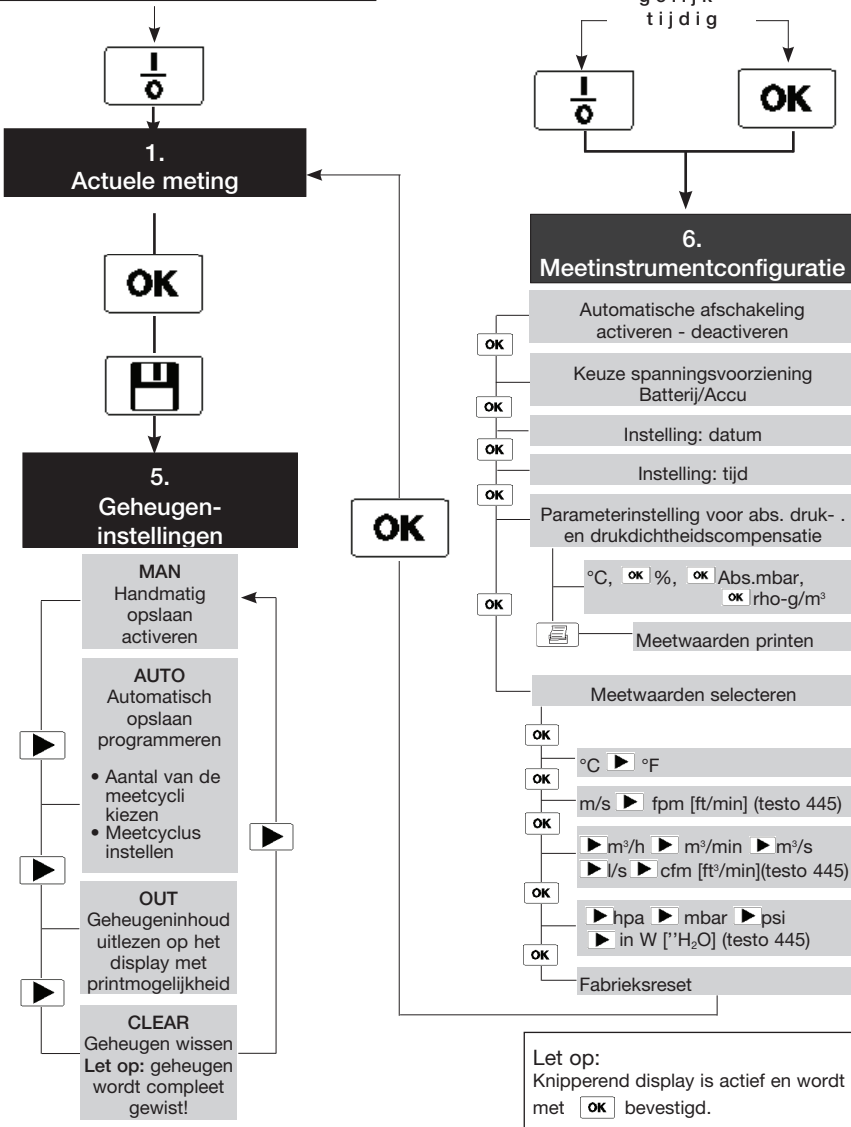 gelijk-
tijdig
I
O
I
O
OK
1.
Actuele meting
OK
5.
Geheugen-
instellingen
MAN
Handmatig
opslaan
activeren
AUTO
Automatisch
opslaan
programmeren
• Aantal van de
meetcycli
kiezen
• Meetcyclus
instellen
OUT
Geheugeninhoud
uitlezen op het
display met
printmogelijkheid
CLEAR
Geheugen wissen
Let op: geheugen
wordt compleet
gewist!
OK
6.
Meetinstrumentconfiguratie
Automatische afschakeling
activeren - deactiveren
OK
Keuze spanningsvoorziening
Batterij/Accu
OK
Instelling: datum
OK
Instelling: tijd
OK
Parameterinstelling voor abs. druk- .
en drukdichtheidscompensatie
°C, OK %, OK Abs.mbar,
OK rho-g/m³
OK
Meetwaarden printen
Meetwaarden selecteren
OK
°C ▶ °F
OK
m/s ▶ fpm [ft/min] (testo 445)
OK
▶ m³/h ▶ m³/min ▶ m³/s
▶ l/s ▶ cfm [ft³/min](testo 445)
OK
▶ hpa ▶ mbar ▶ psi
▶ in W [’’H₂O] (testo 445)
OK
Fabrieksreset
Let op:
Knipperend display is actief en wordt
met OK bevestigd.